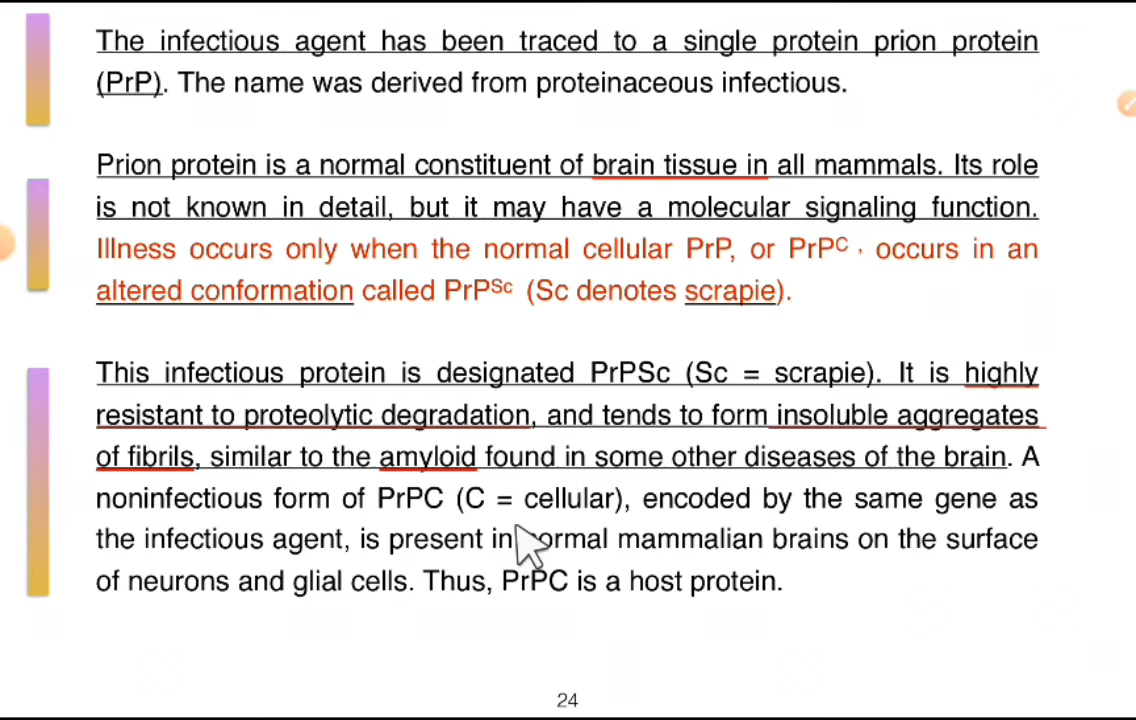 The infectious agent has been traced to a single protein prion protein
(PrP). The name was derived from proteinaceous infectious.
Prion protein is a normal constituent of brain tissue in all mammals. Its role
is not known in detail, but it may have a molecular signaling function.
Illness occurs only when the normal cellular PrP, or PrPᶜ, occurs in an
altered conformation called PrPˢᶜ (Sc denotes scrapie).
This infectious protein is designated PrPSc (Sc = scrapie). It is highly
resistant to proteolytic degradation, and tends to form insoluble aggregates
of fibrils, similar to the amyloid found in some other diseases of the brain. A
noninfectious form of PrPC (C = cellular), encoded by the same gene as
the infectious agent, is present in normal mammalian brains on the surface
of neurons and glial cells. Thus, PrPC is a host protein.
24